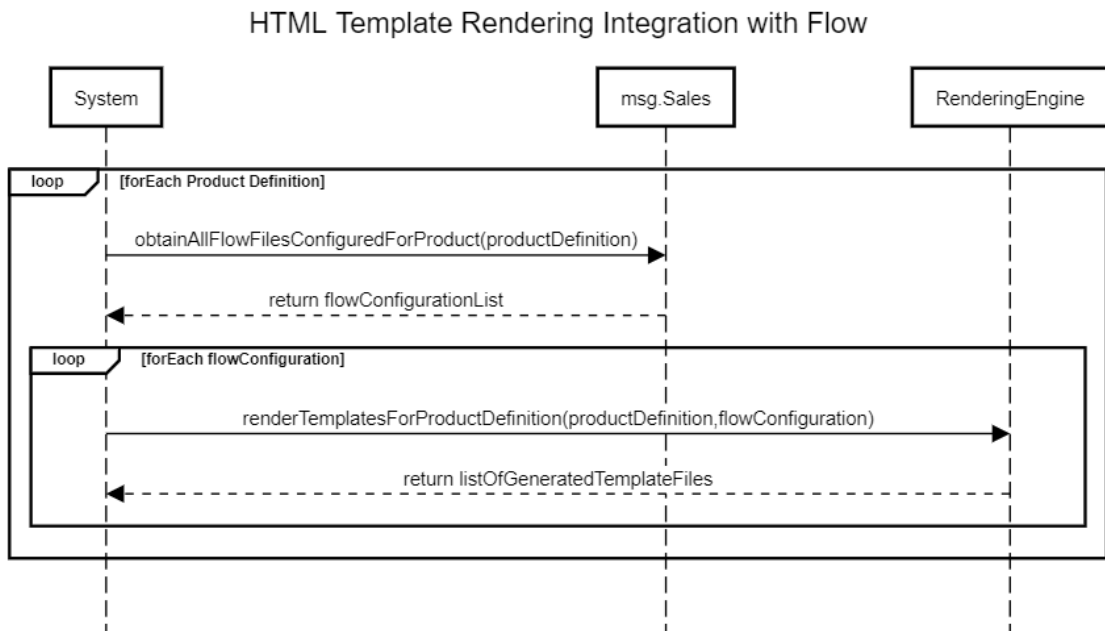 HTML Template Rendering Integration with Flow
System
msg.Sales
RenderingEngine
loop
[forEach Product Definition]
obtainAllFlowFilesConfiguredForProduct(productDefinition)
return flowConfigurationList
loop
[forEach flowConfiguration]
renderTemplatesForProductDefinition(productDefinition,flowConfiguration)
return listOfGeneratedTemplateFiles